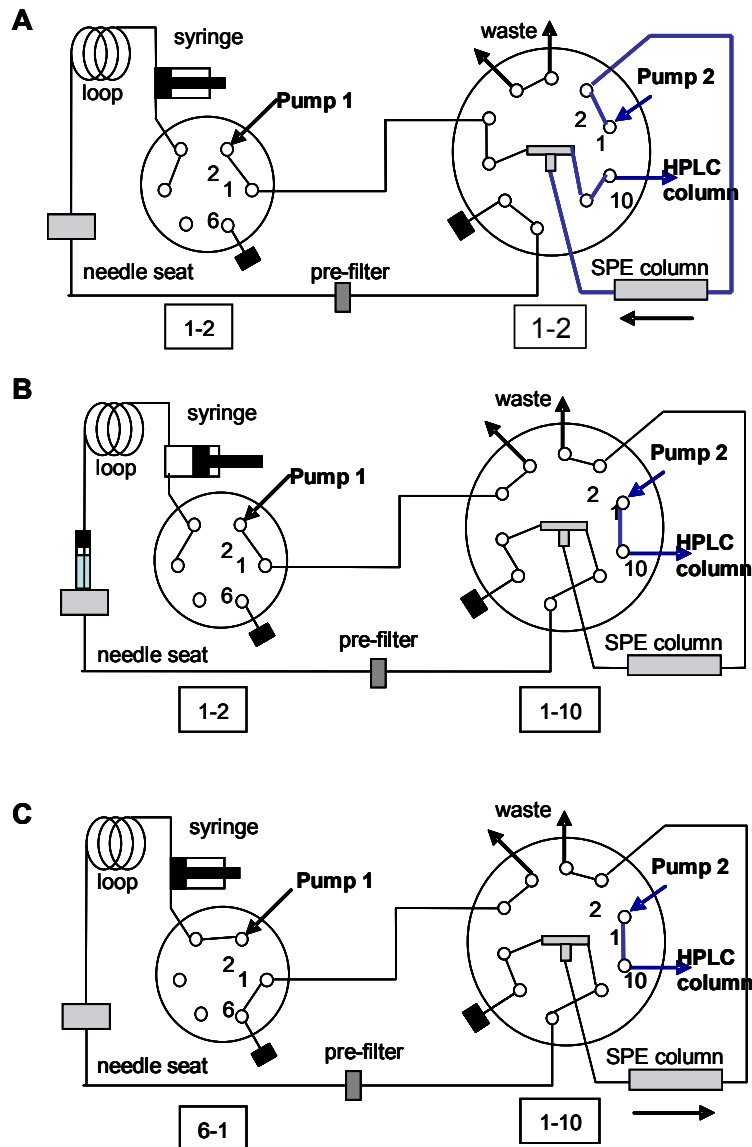 A
syringe
waste
loop
Pump 1
Pump 2
2
1
6
2
1
10
HPLC
column
needle seat
pre-filter
SPE column
1-2
1-2
B
syringe
waste
loop
Pump 1
Pump 2
2
1
6
2
1
10
HPLC
column
needle seat
pre-filter
SPE column
1-2
1-10
C
syringe
waste
loop
Pump 1
Pump 2
2
1
6
2
1
10
HPLC
column
needle seat
pre-filter
SPE column
6-1
1-10